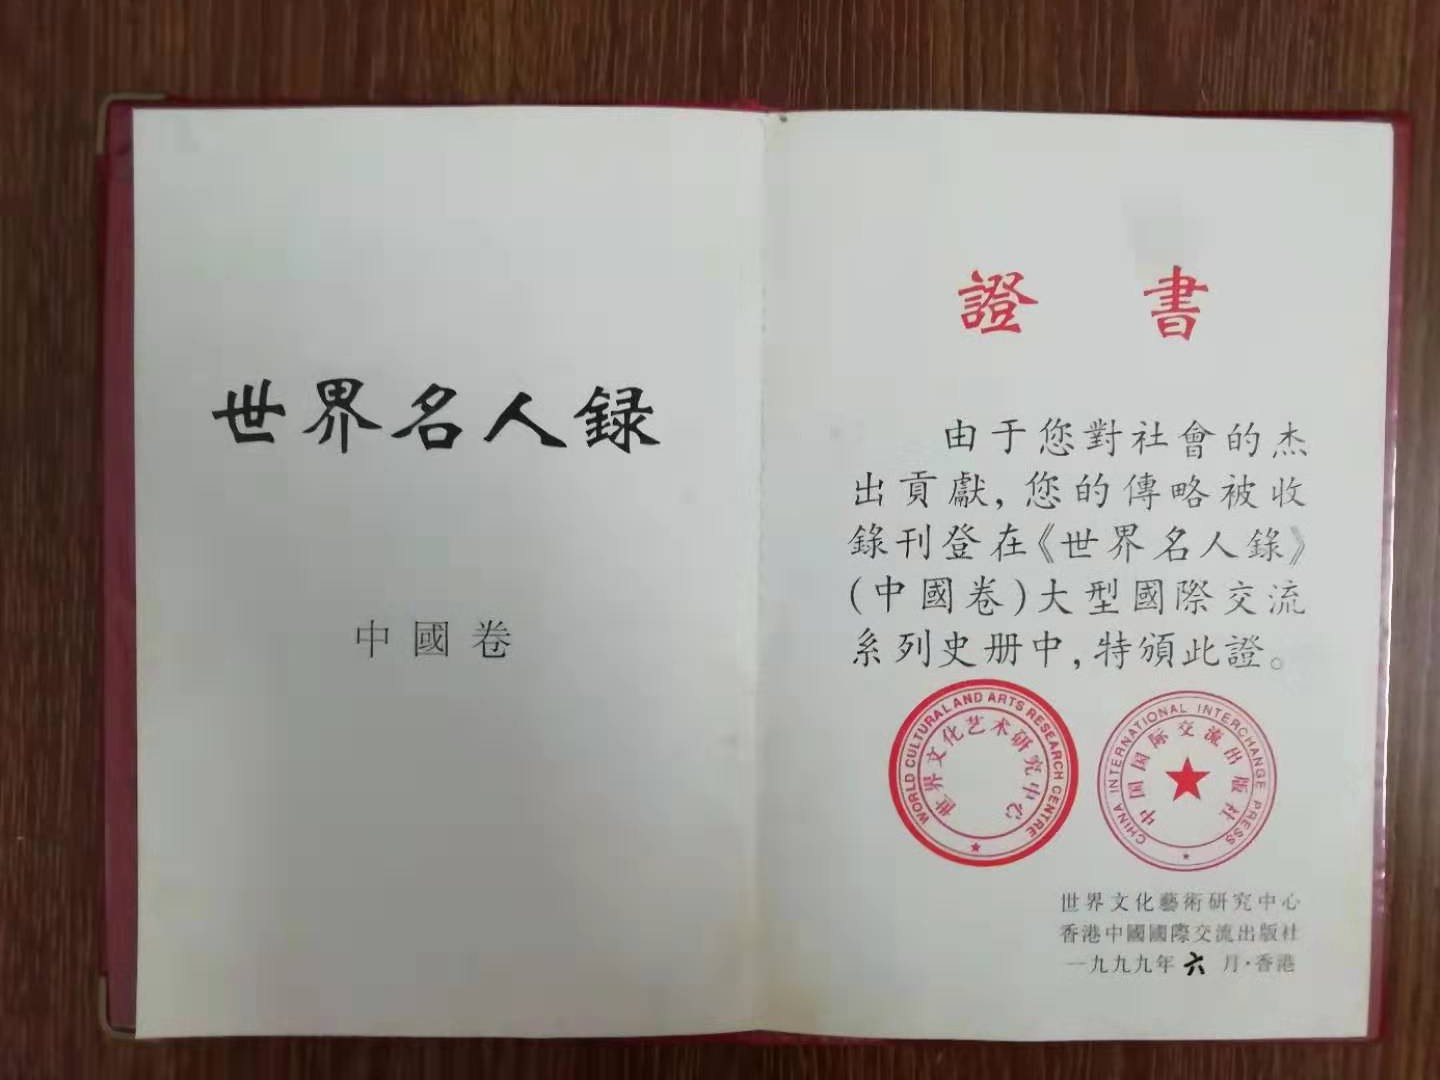 世界名人録
中國卷
證書
由于您對社會的杰
出貢獻，您的傳略被收
錄刊登在《世界名人錄》
（中國卷）大型國際交流
系列史册中，特頒此證。
WORLD CULTURAL AND ARTS RESEARCH CENTRE
世界文化艺术研究中心
CHINA INTERNATIONAL INTERCHANGE PRESS
中国国际交流出版社
世界文化藝術研究中心
香港中國國際交流出版社
一九九九年六月·香港